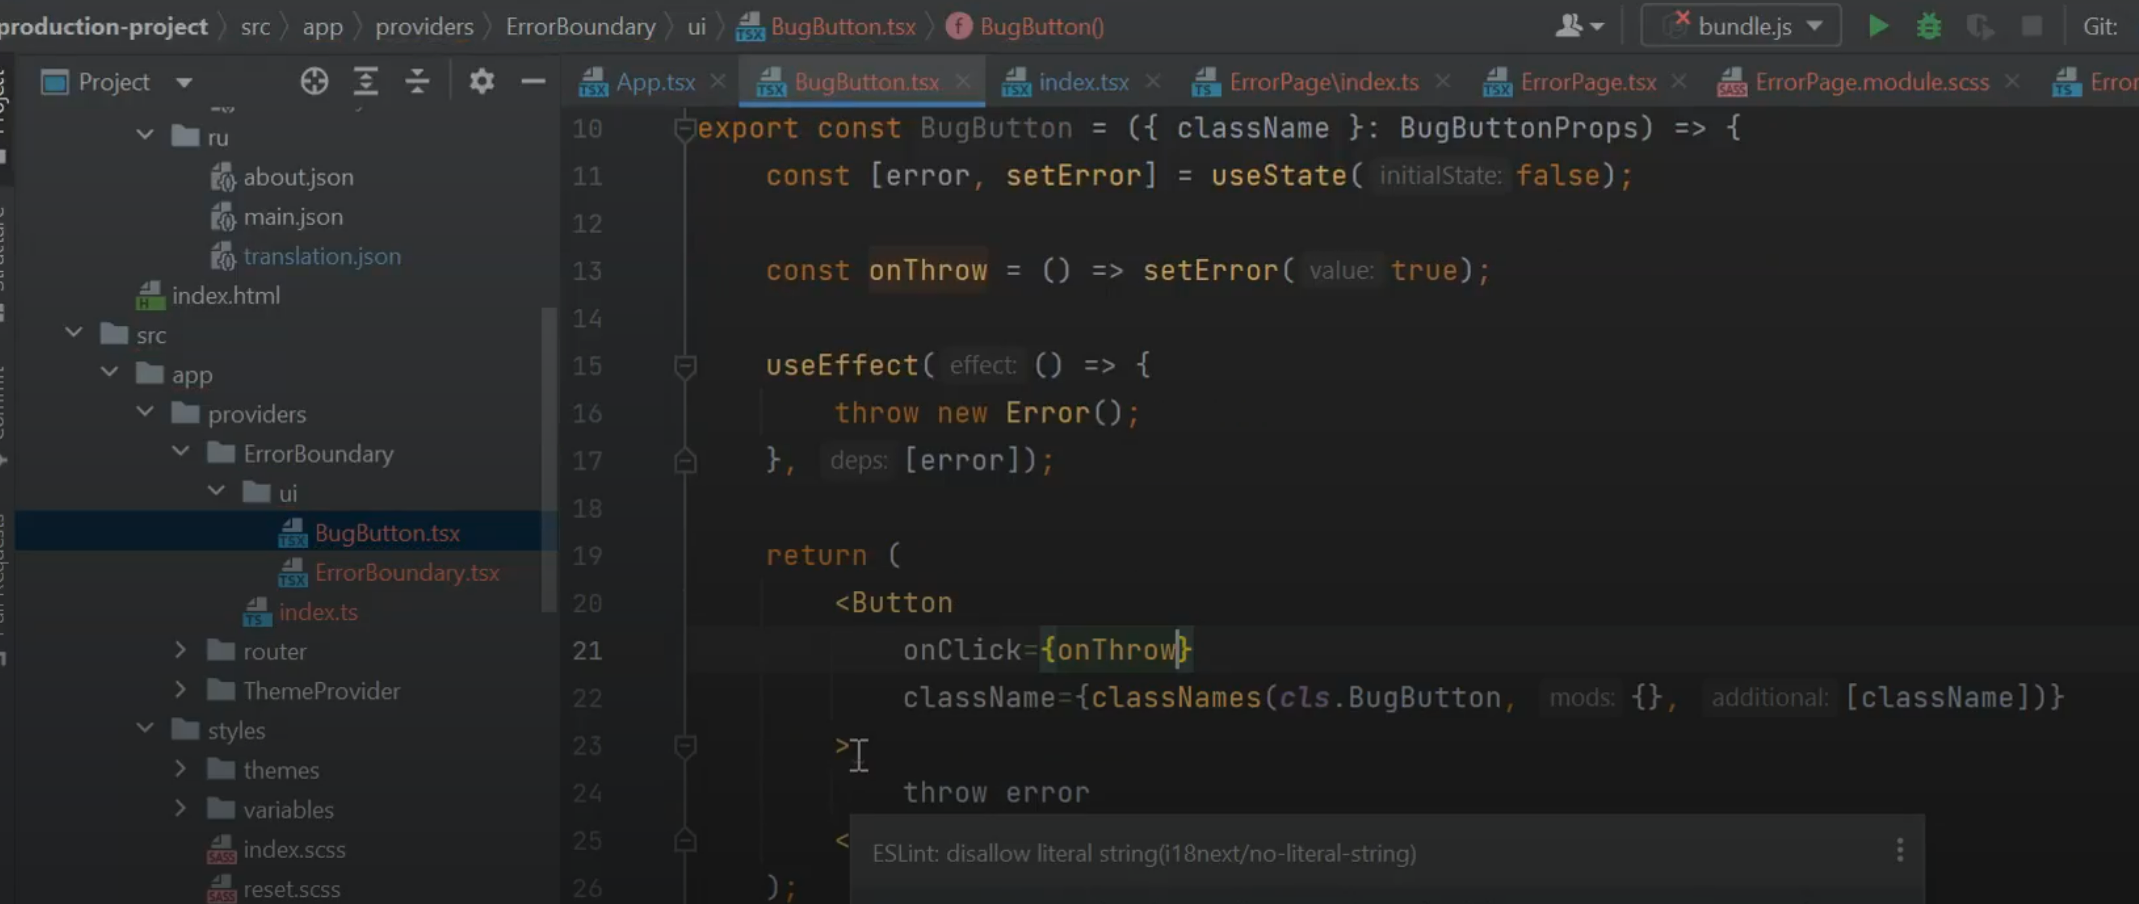 production-project src app providers ErrorBoundary ui BugButton.tsx BugButton() bundle.js Git:
Project App.tsx BugButton.tsx index.tsx ErrorPage\index.ts ErrorPage.tsx ErrorPage.module.scss
ru
about.json
main.json
translation.json
index.html
src
app
providers
ErrorBoundary
ui
BugButton.tsx
ErrorBoundary.tsx
index.ts
router
ThemeProvider
styles
themes
variables
index.scss
reset.scss
10 export const BugButton = ({ className }: BugButtonProps) => {
11 const [error, setError] = useState( initialState: false);
12
13 const onThrow = () => setError( value: true);
14
15 useEffect( effect: () => {
16 throw new Error();
17 }, deps: [error]);
18
19 return (
20 <Button
21 onClick={onThrow}
22 className={classNames(cls.BugButton, mods: {}, additional: [className])}
23 >
24 throw error
25 <
ESLint: disallow literal string(i18next/no-literal-string)
26 );